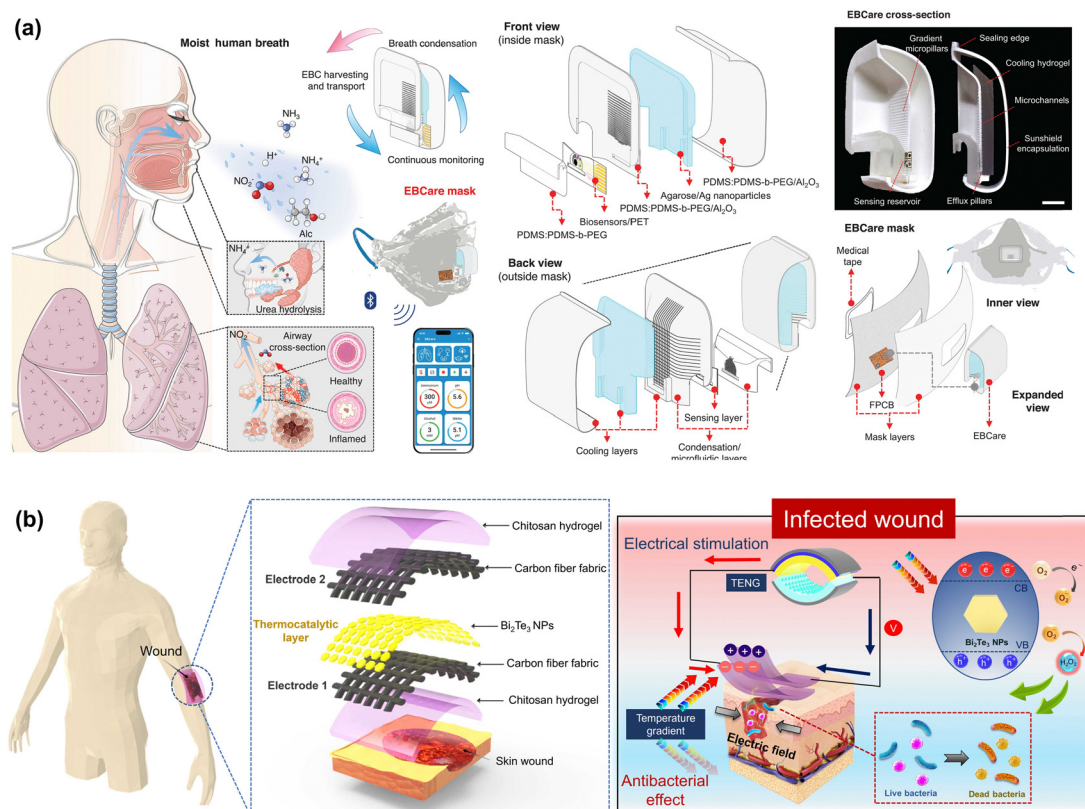 (a)
Moist human breath
NH3
H+
NH4+
NO2-
Alc
Breath condensation
EBC harvesting
and transport
Continuous monitoring
EBCare mask
NH4+
Urea hydrolysis
NO2-
Airway
cross-section
Healthy
Inflamed
300
5.6
3
5.1
Front view
(inside mask)
PDMS:PDMS-b-PEG/Al2O3
Agarose/Ag nanoparticles
PDMS:PDMS-b-PEG/Al2O3
Biosensors/PET
PDMS:PDMS-b-PEG
Back view
(outside mask)
Sensing layer
Cooling layers
Condensation/
microfluidic layers
EBCare cross-section
Gradient
micropillars
Sealing edge
Cooling hydrogel
Microchannels
Sunshield
encapsulation
Sensing reservoir
Efflux pillars
EBCare mask
Medical
tape
Inner view
FPCB
Expanded
view
Mask layers
EBCare
(b)
Wound
Chitosan hydrogel
Electrode 2
Carbon fiber fabric
Thermocatalytic
layer
Bi2Te3 NPs
Carbon fiber fabric
Electrode 1
Chitosan hydrogel
Skin wound
Infected wound
Electrical stimulation
TENG
V
Temperature
gradient
Electric field
Antibacterial
effect
e- e- e-
CB
Bi2Te3 NPs
VB
h+ h+ h+
O2
e-
O2-
O2-
H2O2
Live bacteria
Dead bacteria